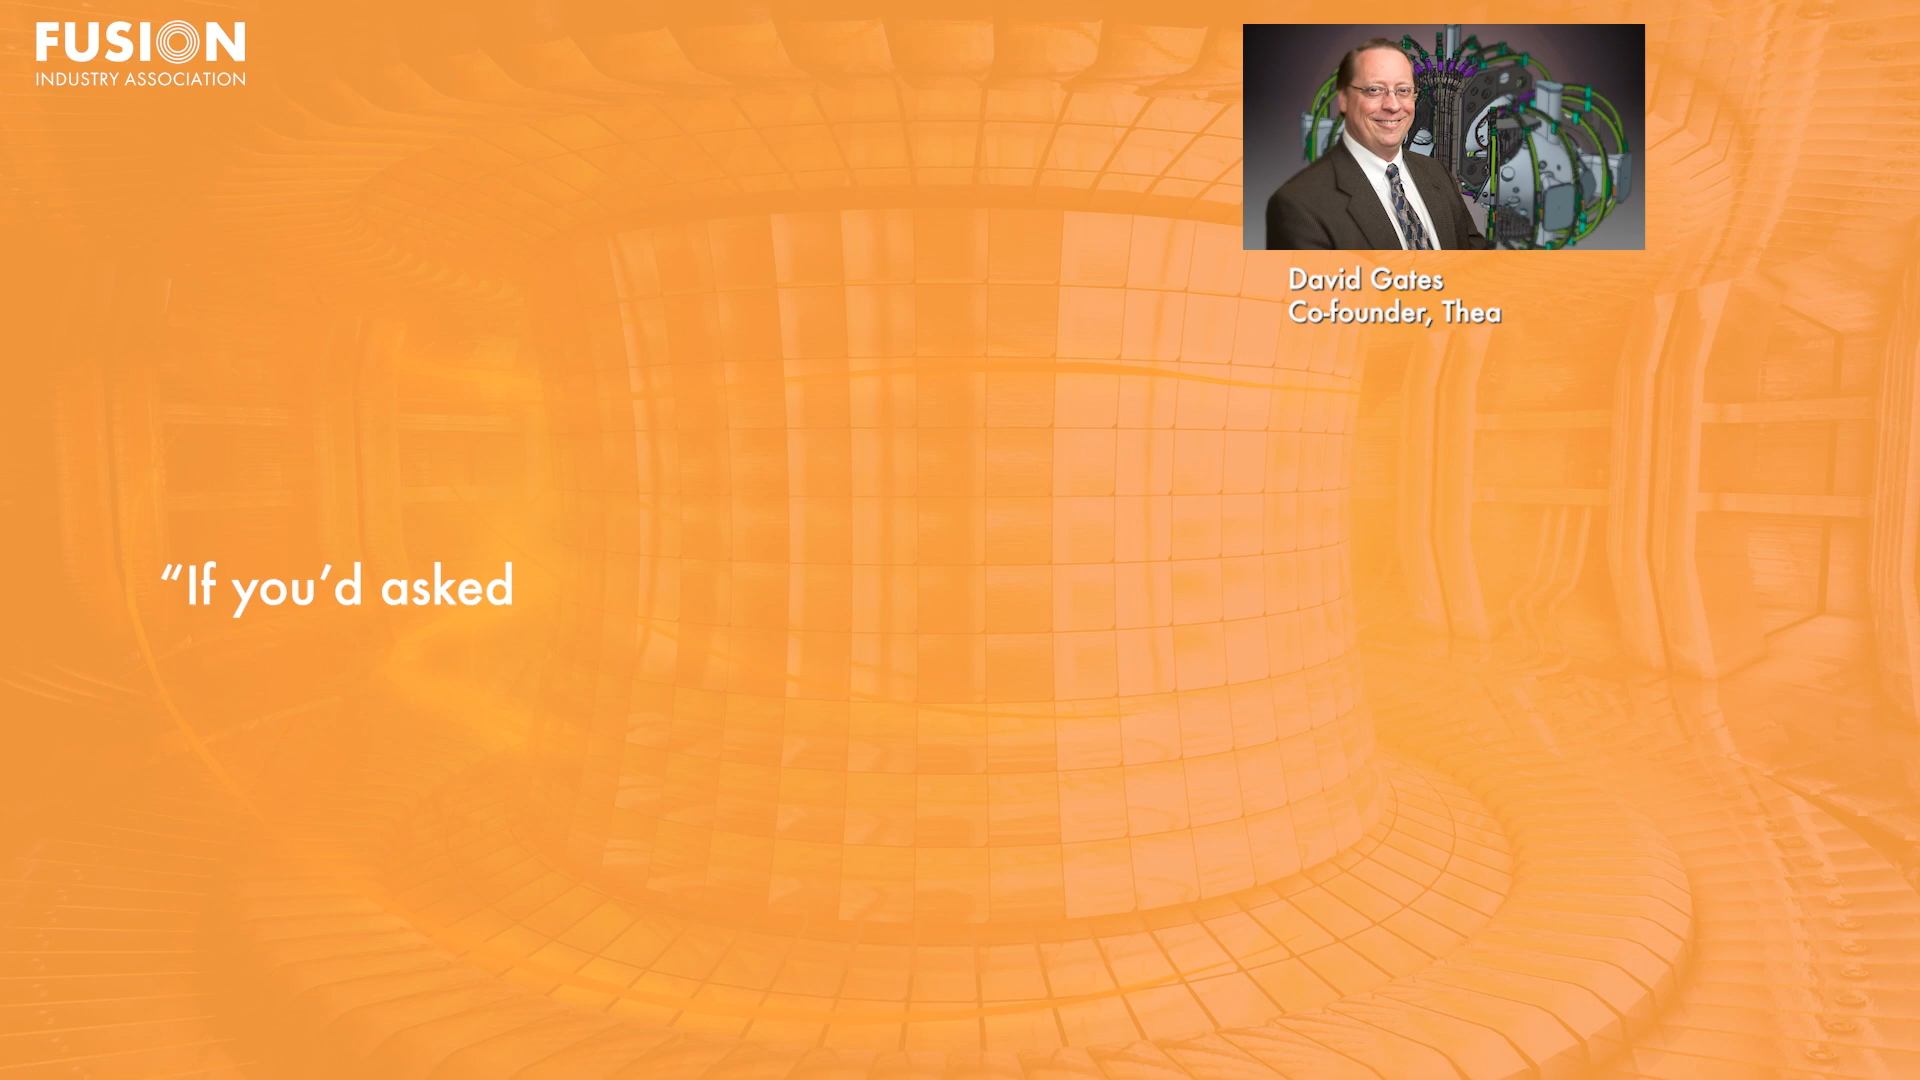 FUSION
INDUSTRY ASSOCIATION
David Gates
Co-founder, Thea
“If you’d asked